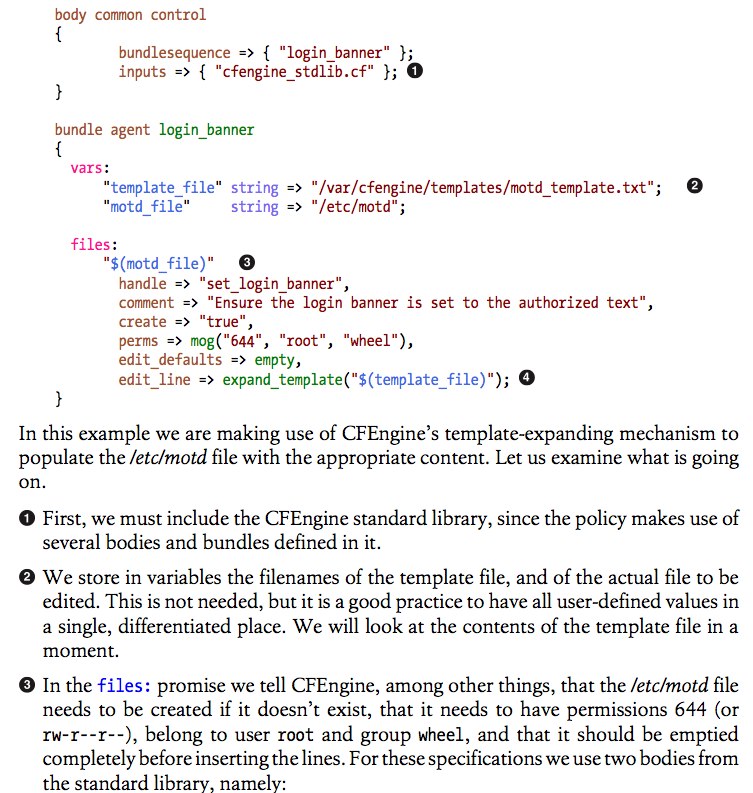 body common control
{
bundlesequence => { "login_banner" };
inputs => { "cfengine_stdlib.cf" }; ❶
}
bundle agent login_banner
{
vars:
"template_file" string => "/var/cfengine/templates/motd_template.txt"; ❷
"motd_file" string => "/etc/motd";
files:
"$(motd_file)" ❸
handle => "set_login_banner",
comment => "Ensure the login banner is set to the authorized text",
create => "true",
perms => mog("644", "root", "wheel"),
edit_defaults => empty,
edit_line => expand_template("$(template_file)"); ❹
}
In this example we are making use of CFEngine's template-expanding mechanism to
populate the /etc/motd file with the appropriate content. Let us examine what is going
on.
❶ First, we must include the CFEngine standard library, since the policy makes use of
several bodies and bundles defined in it.
❷ We store in variables the filenames of the template file, and of the actual file to be
edited. This is not needed, but it is a good practice to have all user-defined values in
a single, differentiated place. We will look at the contents of the template file in a
moment.
❸ In the files: promise we tell CFEngine, among other things, that the /etc/motd file
needs to be created if it doesn't exist, that it needs to have permissions 644 (or
rw-r--r--), belong to user root and group wheel, and that it should be emptied
completely before inserting the lines. For these specifications we use two bodies from
the standard library, namely: